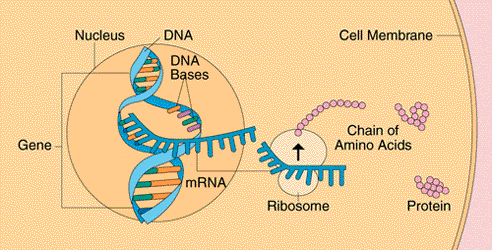 Nucleus
DNA
Cell Membrane
DNA
Bases
Gene
Chain of
Amino Acids
mRNA
Ribosome
Protein